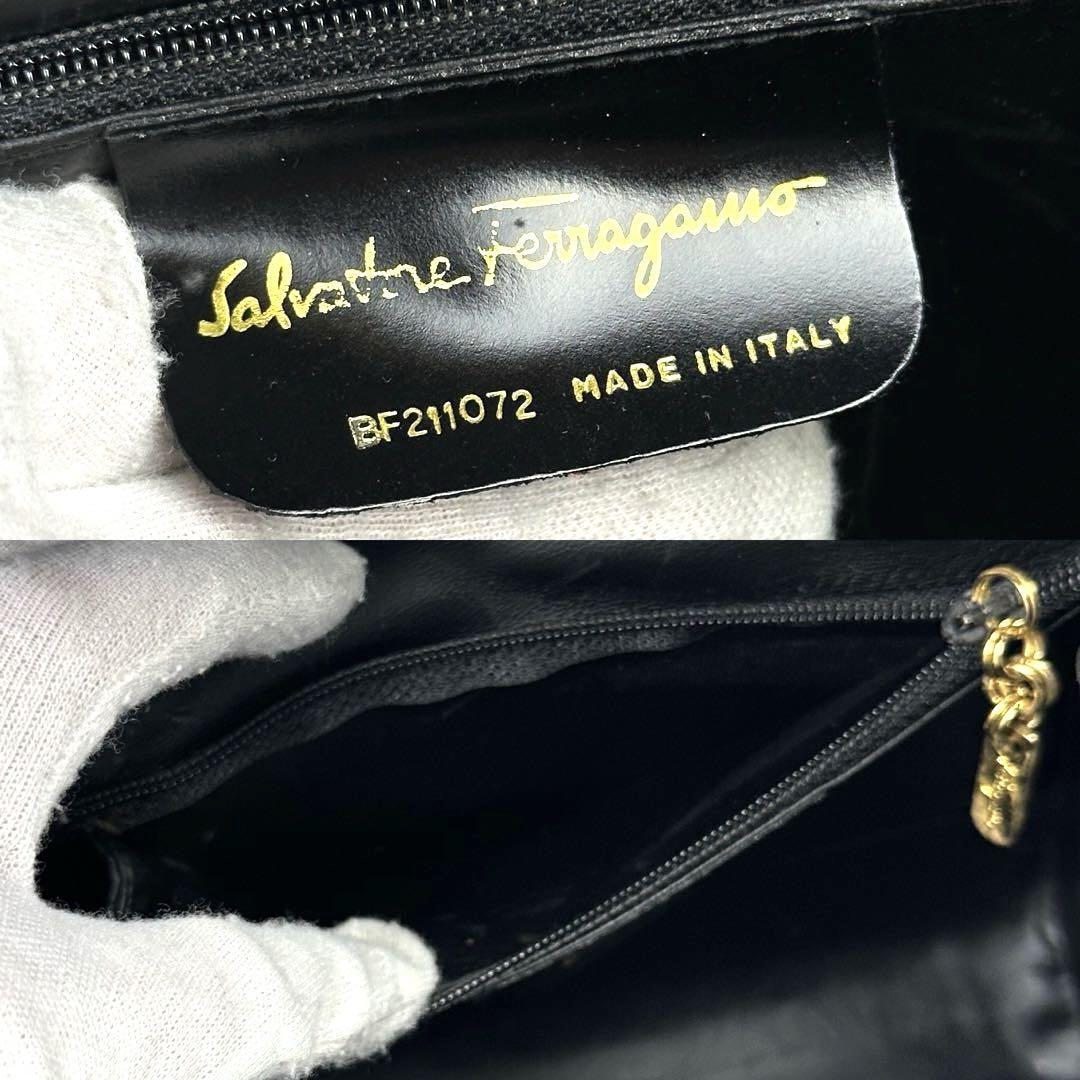 Salvatore Ferragamo
BF211072 MADE IN ITALY